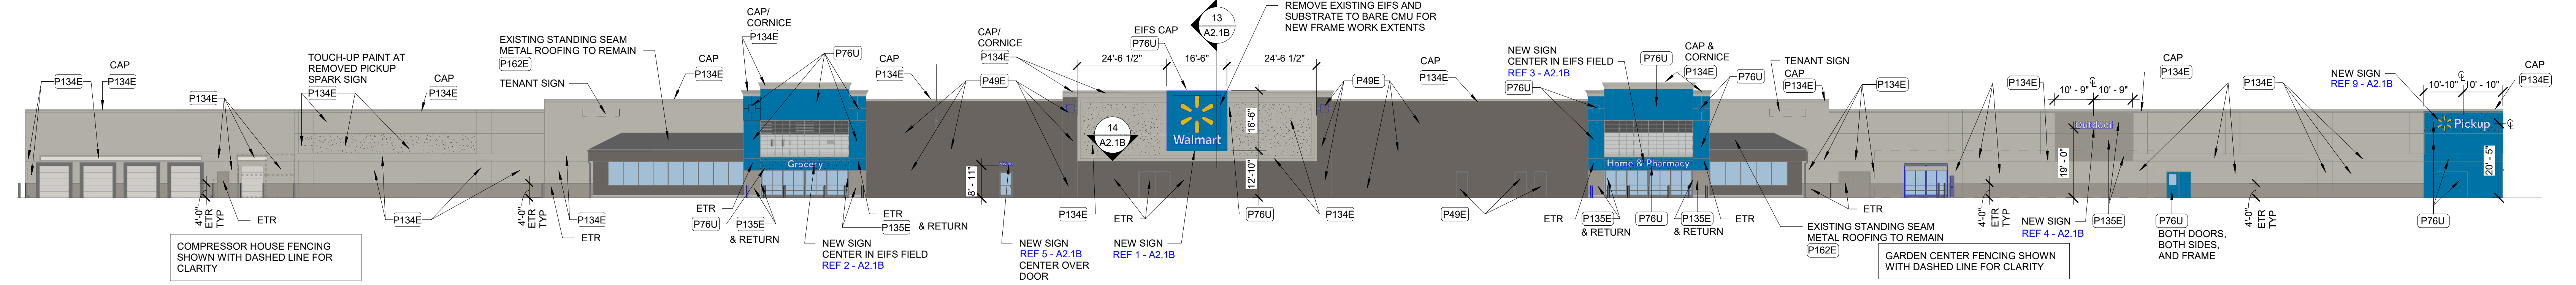 CAP
P134E
P134E
COMPRESSOR HOUSE FENCING
SHOWN WITH DASHED LINE FOR
CLARITY
P134E
4'-0"
ETR
TYP
ETR
TOUCH-UP PAINT AT
REMOVED PICKUP
SPARK SIGN
P134E
CAP
P134E
P134E
4'-0"
ETR
TYP
EXISTING STANDING SEAM
METAL ROOFING TO REMAIN
P162E
TENANT SIGN
P134E
ETR
CAP
P134E
CAP/
CORNICE
P134E
P76U
Grocery
ETR
P76U
P135E
& RETURN
NEW SIGN
CENTER IN EIFS FIELD
REF 2 - A2.1B
ETR
P135E
& RETURN
CAP
P134E
P49E
CAP/
CORNICE
P134E
8' - 11"
NEW SIGN
REF 5 - A2.1B
CENTER OVER
DOOR
EIFS CAP
P76U
13
A2.1B
REMOVE EXISTING EIFS AND
SUBSTRATE TO BARE CMU FOR
NEW FRAME WORK EXTENTS
24'-6 1/2"
16'-6"
24'-6 1/2"
14
A2.1B
Walmart
16'-6"
12'-10"
P134E
ETR
P76U
P134E
NEW SIGN
REF 1 - A2.1B
P49E
CAP
P134E
P49E
NEW SIGN
CENTER IN EIFS FIELD
REF 3 - A2.1B
P76U
P76U
CAP &
CORNICE
P134E
P76U
Home & Pharmacy
ETR
P135E
& RETURN
P76U
P135E
& RETURN
ETR
TENANT SIGN
CAP
P134E
P134E
ETR
EXISTING STANDING SEAM
METAL ROOFING TO REMAIN
P162E
GARDEN CENTER FENCING SHOWN
WITH DASHED LINE FOR CLARITY
P134E
4'-0"
ETR
TYP
10' - 9"
10' - 9"
Outdoor
19' - 0"
NEW SIGN
REF 4 - A2.1B
P135E
CAP
P134E
P76U
BOTH DOORS,
BOTH SIDES,
AND FRAME
P134E
4'-0"
ETR
TYP
NEW SIGN
REF 9 - A2.1B
10'-10"
10' - 10"
CAP
P134E
Pickup
20' - 5"
P76U